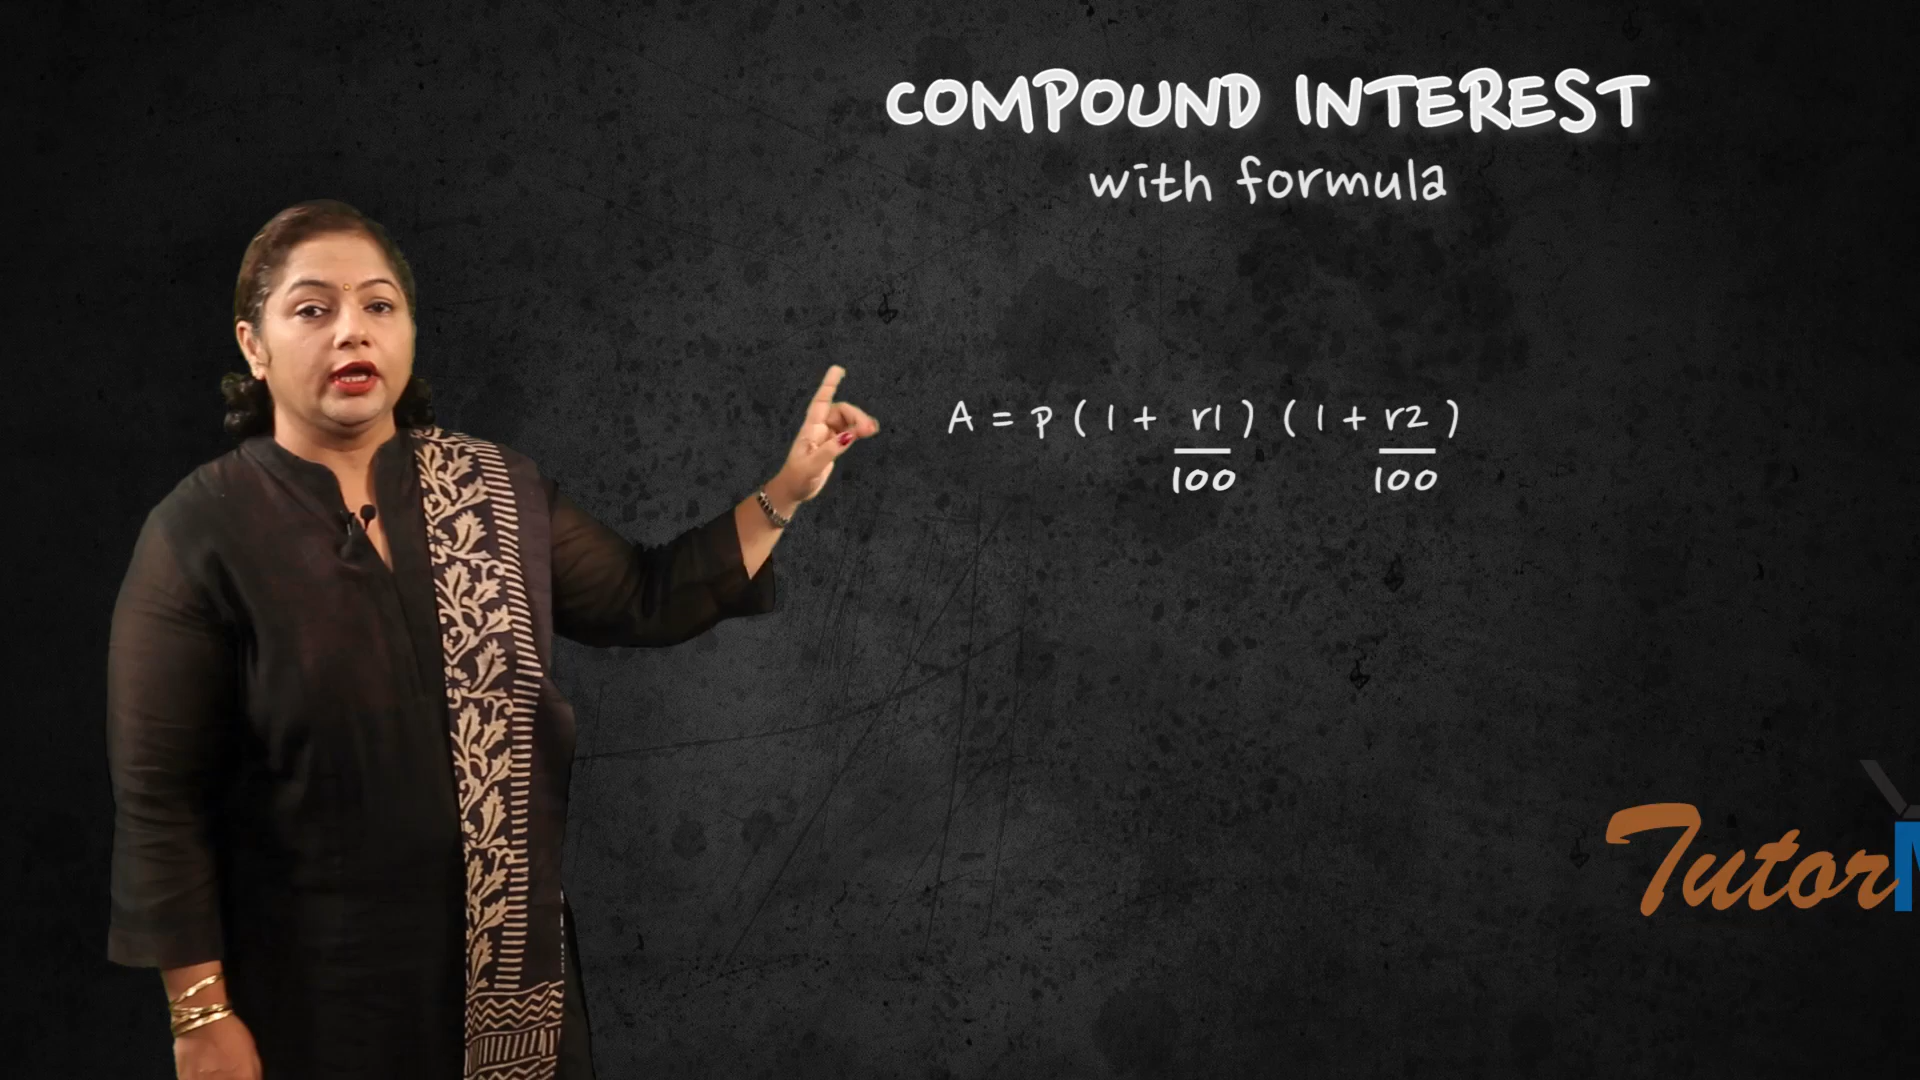 COMPOUND INTEREST
with formula
A = p ( 1 + r1 ) ( 1 + r2 )
100 100
Tutor